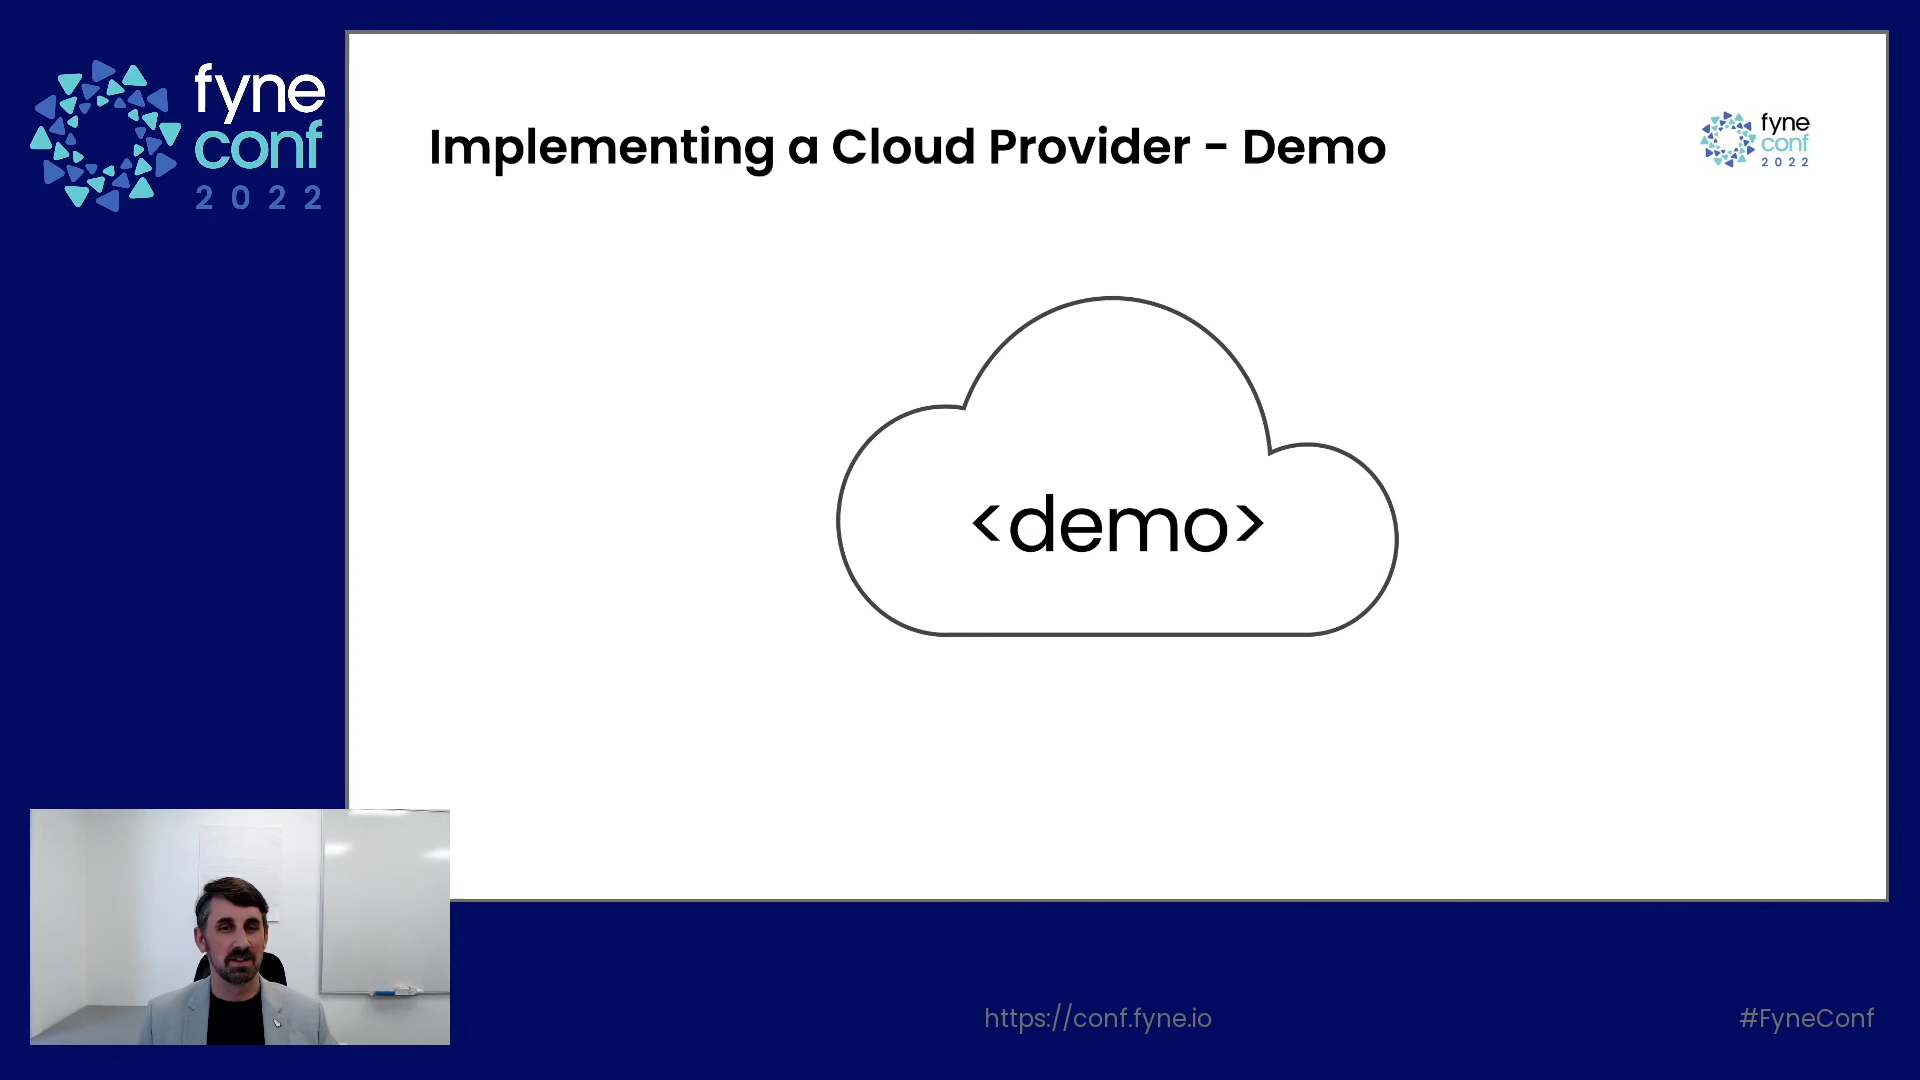 fyne
conf
2022
Implementing a Cloud Provider - Demo
fyne
conf
2022
<demo>
https://conf.fyne.io
#FyneConf